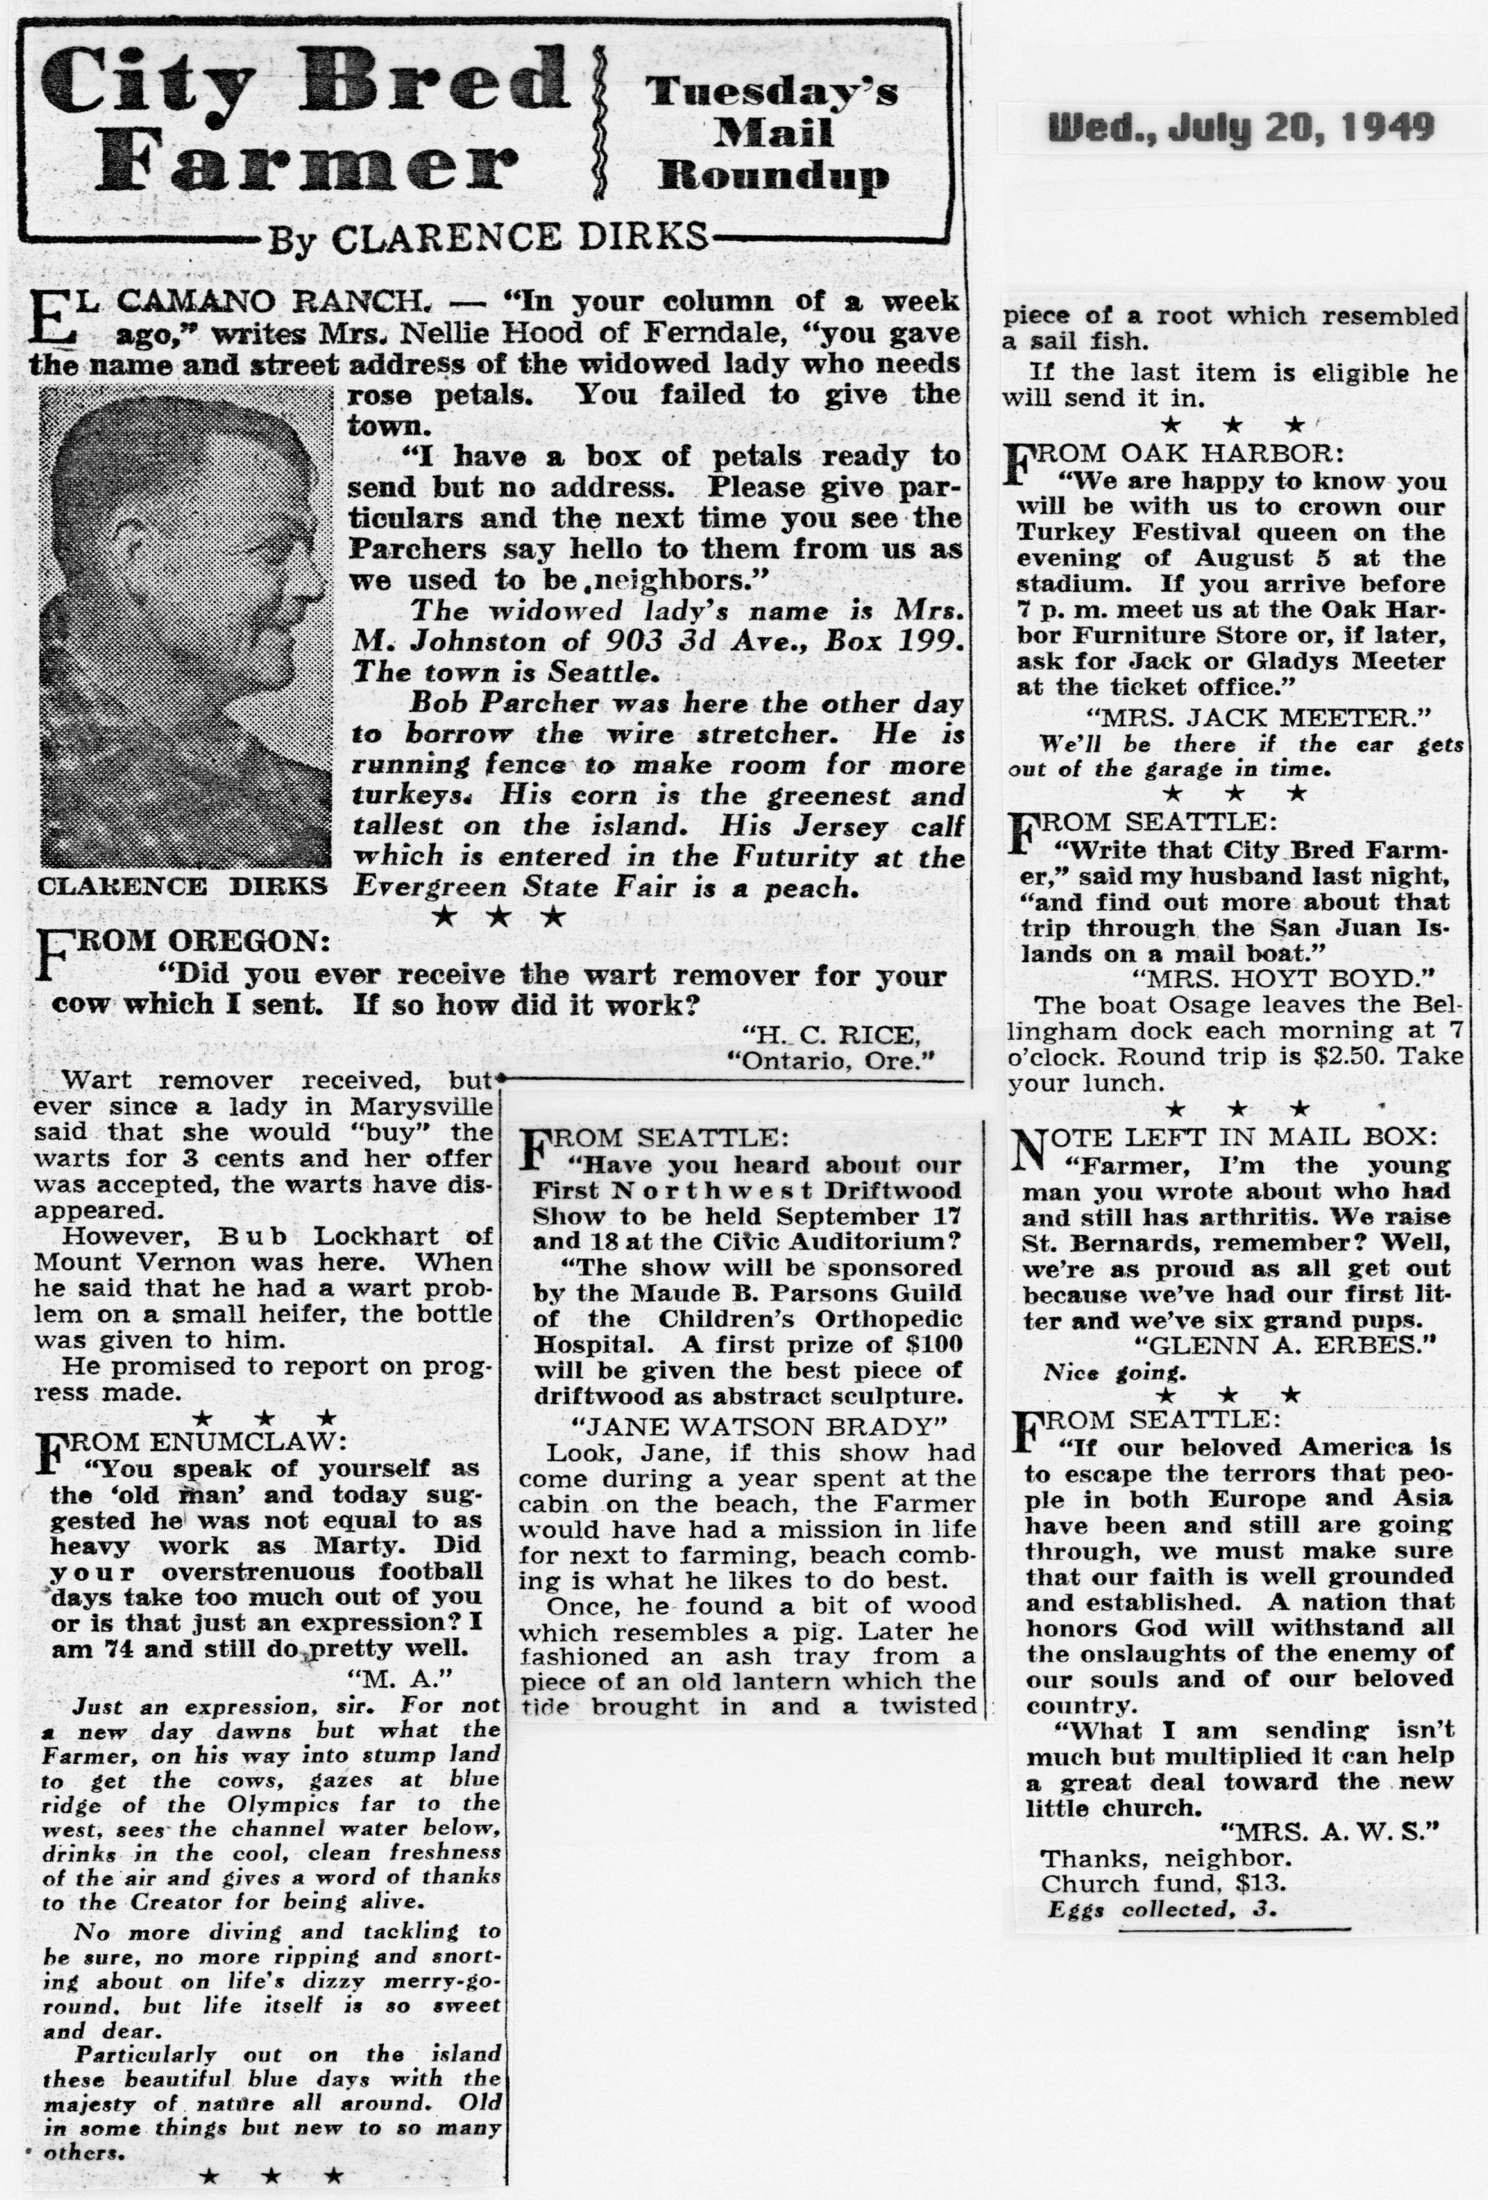 City Bred
Farmer
Tuesday's
Mail
Roundup
By CLARENCE DIRKS
Wed., July 20, 1949
EL CAMANO RANCH. — "In your column of a week
ago," writes Mrs. Nellie Hood of Ferndale, "you gave
the name and street address of the widowed lady who needs
rose petals. You failed to give the
town.
"I have a box of petals ready to
send but no address. Please give par-
ticulars and the next time you see the
Parchers say hello to them from us as
we used to be neighbors."
The widowed lady's name is Mrs.
M. Johnston of 903 3d Ave., Box 199.
The town is Seattle.
Bob Parcher was here the other day
to borrow the wire stretcher. He is
running fence to make room for more
turkeys. His corn is the greenest and
tallest on the island. His Jersey calf
which is entered in the Futurity at the
Evergreen State Fair is a peach.
CLARENCE DIRKS
★ ★ ★
FROM OREGON:
"Did you ever receive the wart remover for your
cow which I sent. If so how did it work?
"H. C. RICE,
"Ontario, Ore."
Wart remover received, but
ever since a lady in Marysville
said that she would "buy" the
warts for 3 cents and her offer
was accepted, the warts have dis-
appeared.
However, Bub Lockhart of
Mount Vernon was here. When
he said that he had a wart prob-
lem on a small heifer, the bottle
was given to him.
He promised to report on prog-
ress made.
★ ★ ★
FROM ENUMCLAW:
"You speak of yourself as
the 'old man' and today sug-
gested he was not equal to as
heavy work as Marty. Did
your overstrenuous football
days take too much out of you
or is that just an expression? I
am 74 and still do pretty well.
"M. A."
Just an expression, sir. For not
a new day dawns but what the
Farmer, on his way into stump land
to get the cows, gazes at blue
ridge of the Olympics far to the
west, sees the channel water below,
drinks in the cool, clean freshness
of the air and gives a word of thanks
to the Creator for being alive.
No more diving and tackling to
be sure, no more ripping and snort-
ing about on life's dizzy merry-go-
round, but life itself is so sweet
and dear.
Particularly out on the island
these beautiful blue days with the
majesty of nature all around. Old
in some things but new to so many
others.
★ ★ ★
FROM SEATTLE:
"Have you heard about our
First Northwest Driftwood
Show to be held September 17
and 18 at the Civic Auditorium?
"The show will be sponsored
by the Maude B. Parsons Guild
of the Children's Orthopedic
Hospital. A first prize of $100
will be given the best piece of
driftwood as abstract sculpture.
"JANE WATSON BRADY"
Look, Jane, if this show had
come during a year spent at the
cabin on the beach, the Farmer
would have had a mission in life
for next to farming, beach comb-
ing is what he likes to do best.
Once, he found a bit of wood
which resembles a pig. Later he
fashioned an ash tray from a
piece of an old lantern which the
tide brought in and a twisted
piece of a root which resembled
a sail fish.
If the last item is eligible he
will send it in.
★ ★ ★
FROM OAK HARBOR:
"We are happy to know you
will be with us to crown our
Turkey Festival queen on the
evening of August 5 at the
stadium. If you arrive before
7 p. m. meet us at the Oak Har-
bor Furniture Store or, if later,
ask for Jack or Gladys Meeter
at the ticket office."
"MRS. JACK MEETER."
We'll be there if the car gets
out of the garage in time.
★ ★ ★
FROM SEATTLE:
"Write that City Bred Farm-
er," said my husband last night,
"and find out more about that
trip through the San Juan Is-
lands on a mail boat."
"MRS. HOYT BOYD."
The boat Osage leaves the Bel-
lingham dock each morning at 7
o'clock. Round trip is $2.50. Take
your lunch.
★ ★ ★
NOTE LEFT IN MAIL BOX:
"Farmer, I'm the young
man you wrote about who had
and still has arthritis. We raise
St. Bernards, remember? Well,
we're as proud as all get out
because we've had our first lit-
ter and we've six grand pups.
"GLENN A. ERBES."
Nice going.
★ ★ ★
FROM SEATTLE:
"If our beloved America is
to escape the terrors that peo-
ple in both Europe and Asia
have been and still are going
through, we must make sure
that our faith is well grounded
and established. A nation that
honors God will withstand all
the onslaughts of the enemy of
our souls and of our beloved
country.
"What I am sending isn't
much but multiplied it can help
a great deal toward the new
little church.
"MRS. A. W. S."
Thanks, neighbor.
Church fund, $13.
Eggs collected, 3.